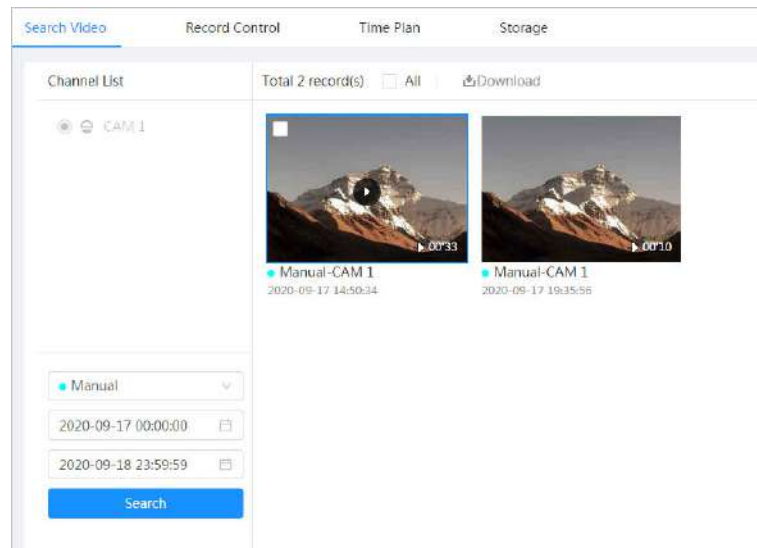 Search Video Record Control Time Plan Storage
Channel List
Total 2 record(s) All Download
CAM 1
00'33
00'10
Manual-CAM 1
2020-09-17 14:50:34
Manual-CAM 1
2020-09-17 19:35:56
Manual
2020-09-17 00:00:00
2020-09-18 23:59:59
Search